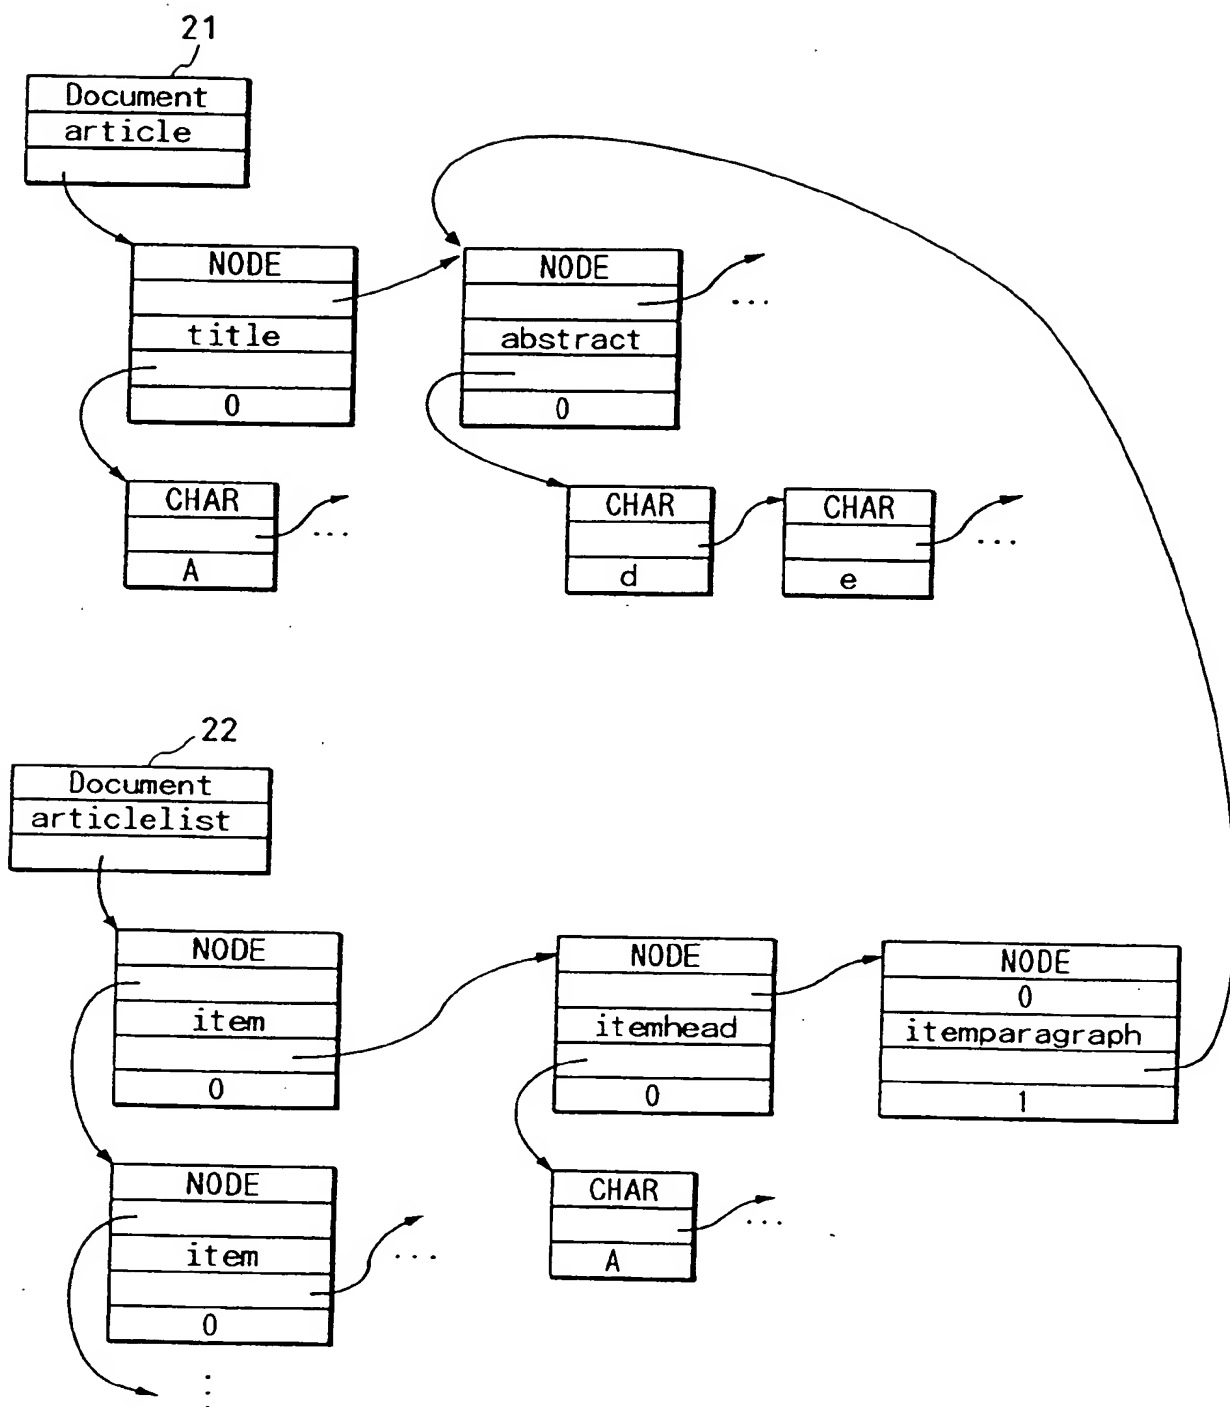 21
Document
article
NODE
title
0
NODE
...
abstract
0
CHAR
...
A
CHAR
d
CHAR
...
e
22
Document
articlelist
NODE
item
0
NODE
itemhead
0
NODE
0
itemparagraph
1
NODE
item
...
0
CHAR
...
A
...